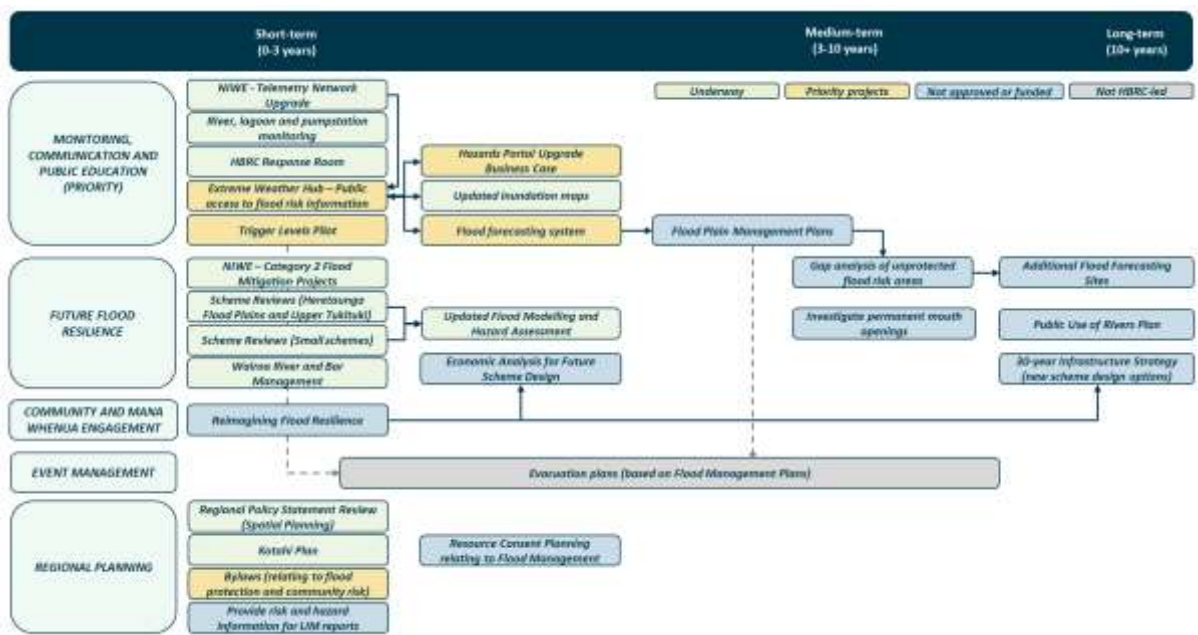 Short-term
(0-3 years)
Medium-term
(3-10 years)
Long-term
(10+ years)
Underway
Priority projects
Not approved or funded
Not HBRC-led
MONITORING,
COMMUNICATION AND
PUBLIC EDUCATION
(PRIORITY)
NIWE - Telemetry Network
Upgrade
River, lagoon and pumpstation
monitoring
HBRC Response Room
Extreme Weather Hub – Public
access to flood risk information
Trigger Levels Pilot
Hazards Portal Upgrade
Business Case
Updated inundation maps
Flood forecasting system
Flood Plain Management Plans
FUTURE FLOOD
RESILIENCE
NIWE – Category 2 Flood
Mitigation Projects
Scheme Reviews (Heretaunga
Flood Plains and Upper Tukituki)
Scheme Reviews (Small schemes)
Wairoa River and Bar
Management
Updated Flood Modelling and
Hazard Assessment
Economic Analysis for Future
Scheme Design
Gap analysis of unprotected
flood risk areas
Investigate permanent mouth
openings
Additional Flood Forecasting
Sites
Public Use of Rivers Plan
30-year Infrastructure Strategy
(new scheme design options)
COMMUNITY AND MANA
WHENUA ENGAGEMENT
Reimagining Flood Resilience
EVENT MANAGEMENT
Evacuation plans (based on Flood Management Plans)
REGIONAL PLANNING
Regional Policy Statement Review
(Spatial Planning)
Kotahi Plan
Bylaws (relating to flood
protection and community risk)
Provide risk and hazard
information for LIM reports
Resource Consent Planning
relating to Flood Management